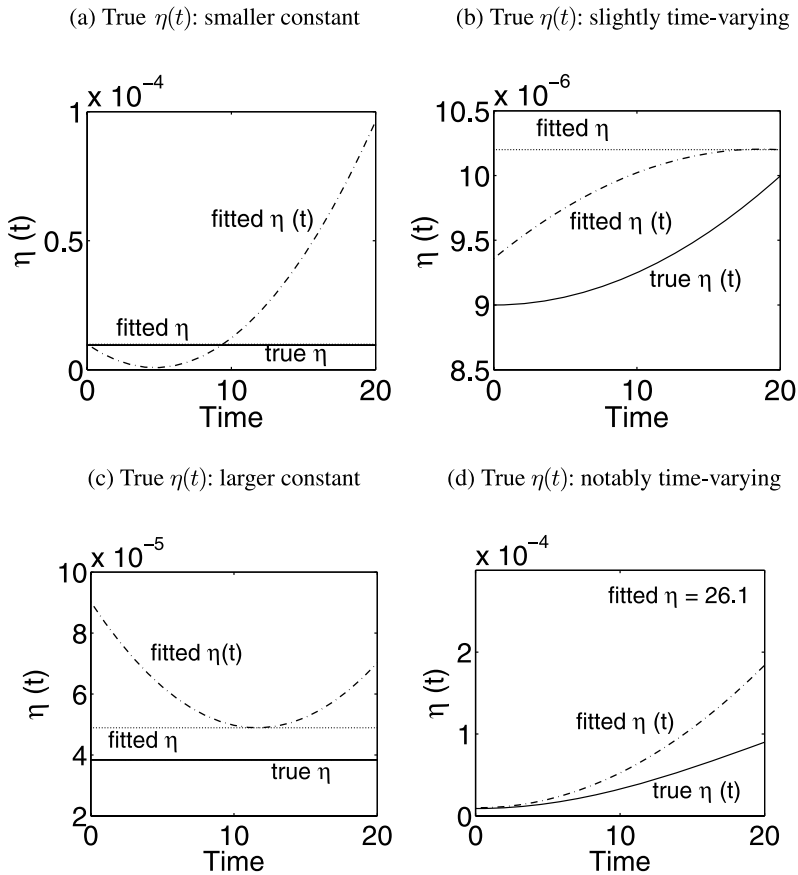 (a) True η(t): smaller constant
(b) True η(t): slightly time-varying
x 10⁻⁴
1
0.5
0
η (t)
fitted η (t)
fitted η
true η
0 10 20
Time
x 10⁻⁶
10.5
10
9.5
9
8.5
η (t)
fitted η
fitted η (t)
true η (t)
0 10 20
Time
(c) True η(t): larger constant
(d) True η(t): notably time-varying
x 10⁻⁵
10
8
6
4
2
η (t)
fitted η(t)
fitted η
true η
0 10 20
Time
x 10⁻⁴
4
2
0
η (t)
fitted η = 26.1
fitted η (t)
true η (t)
0 10 20
Time